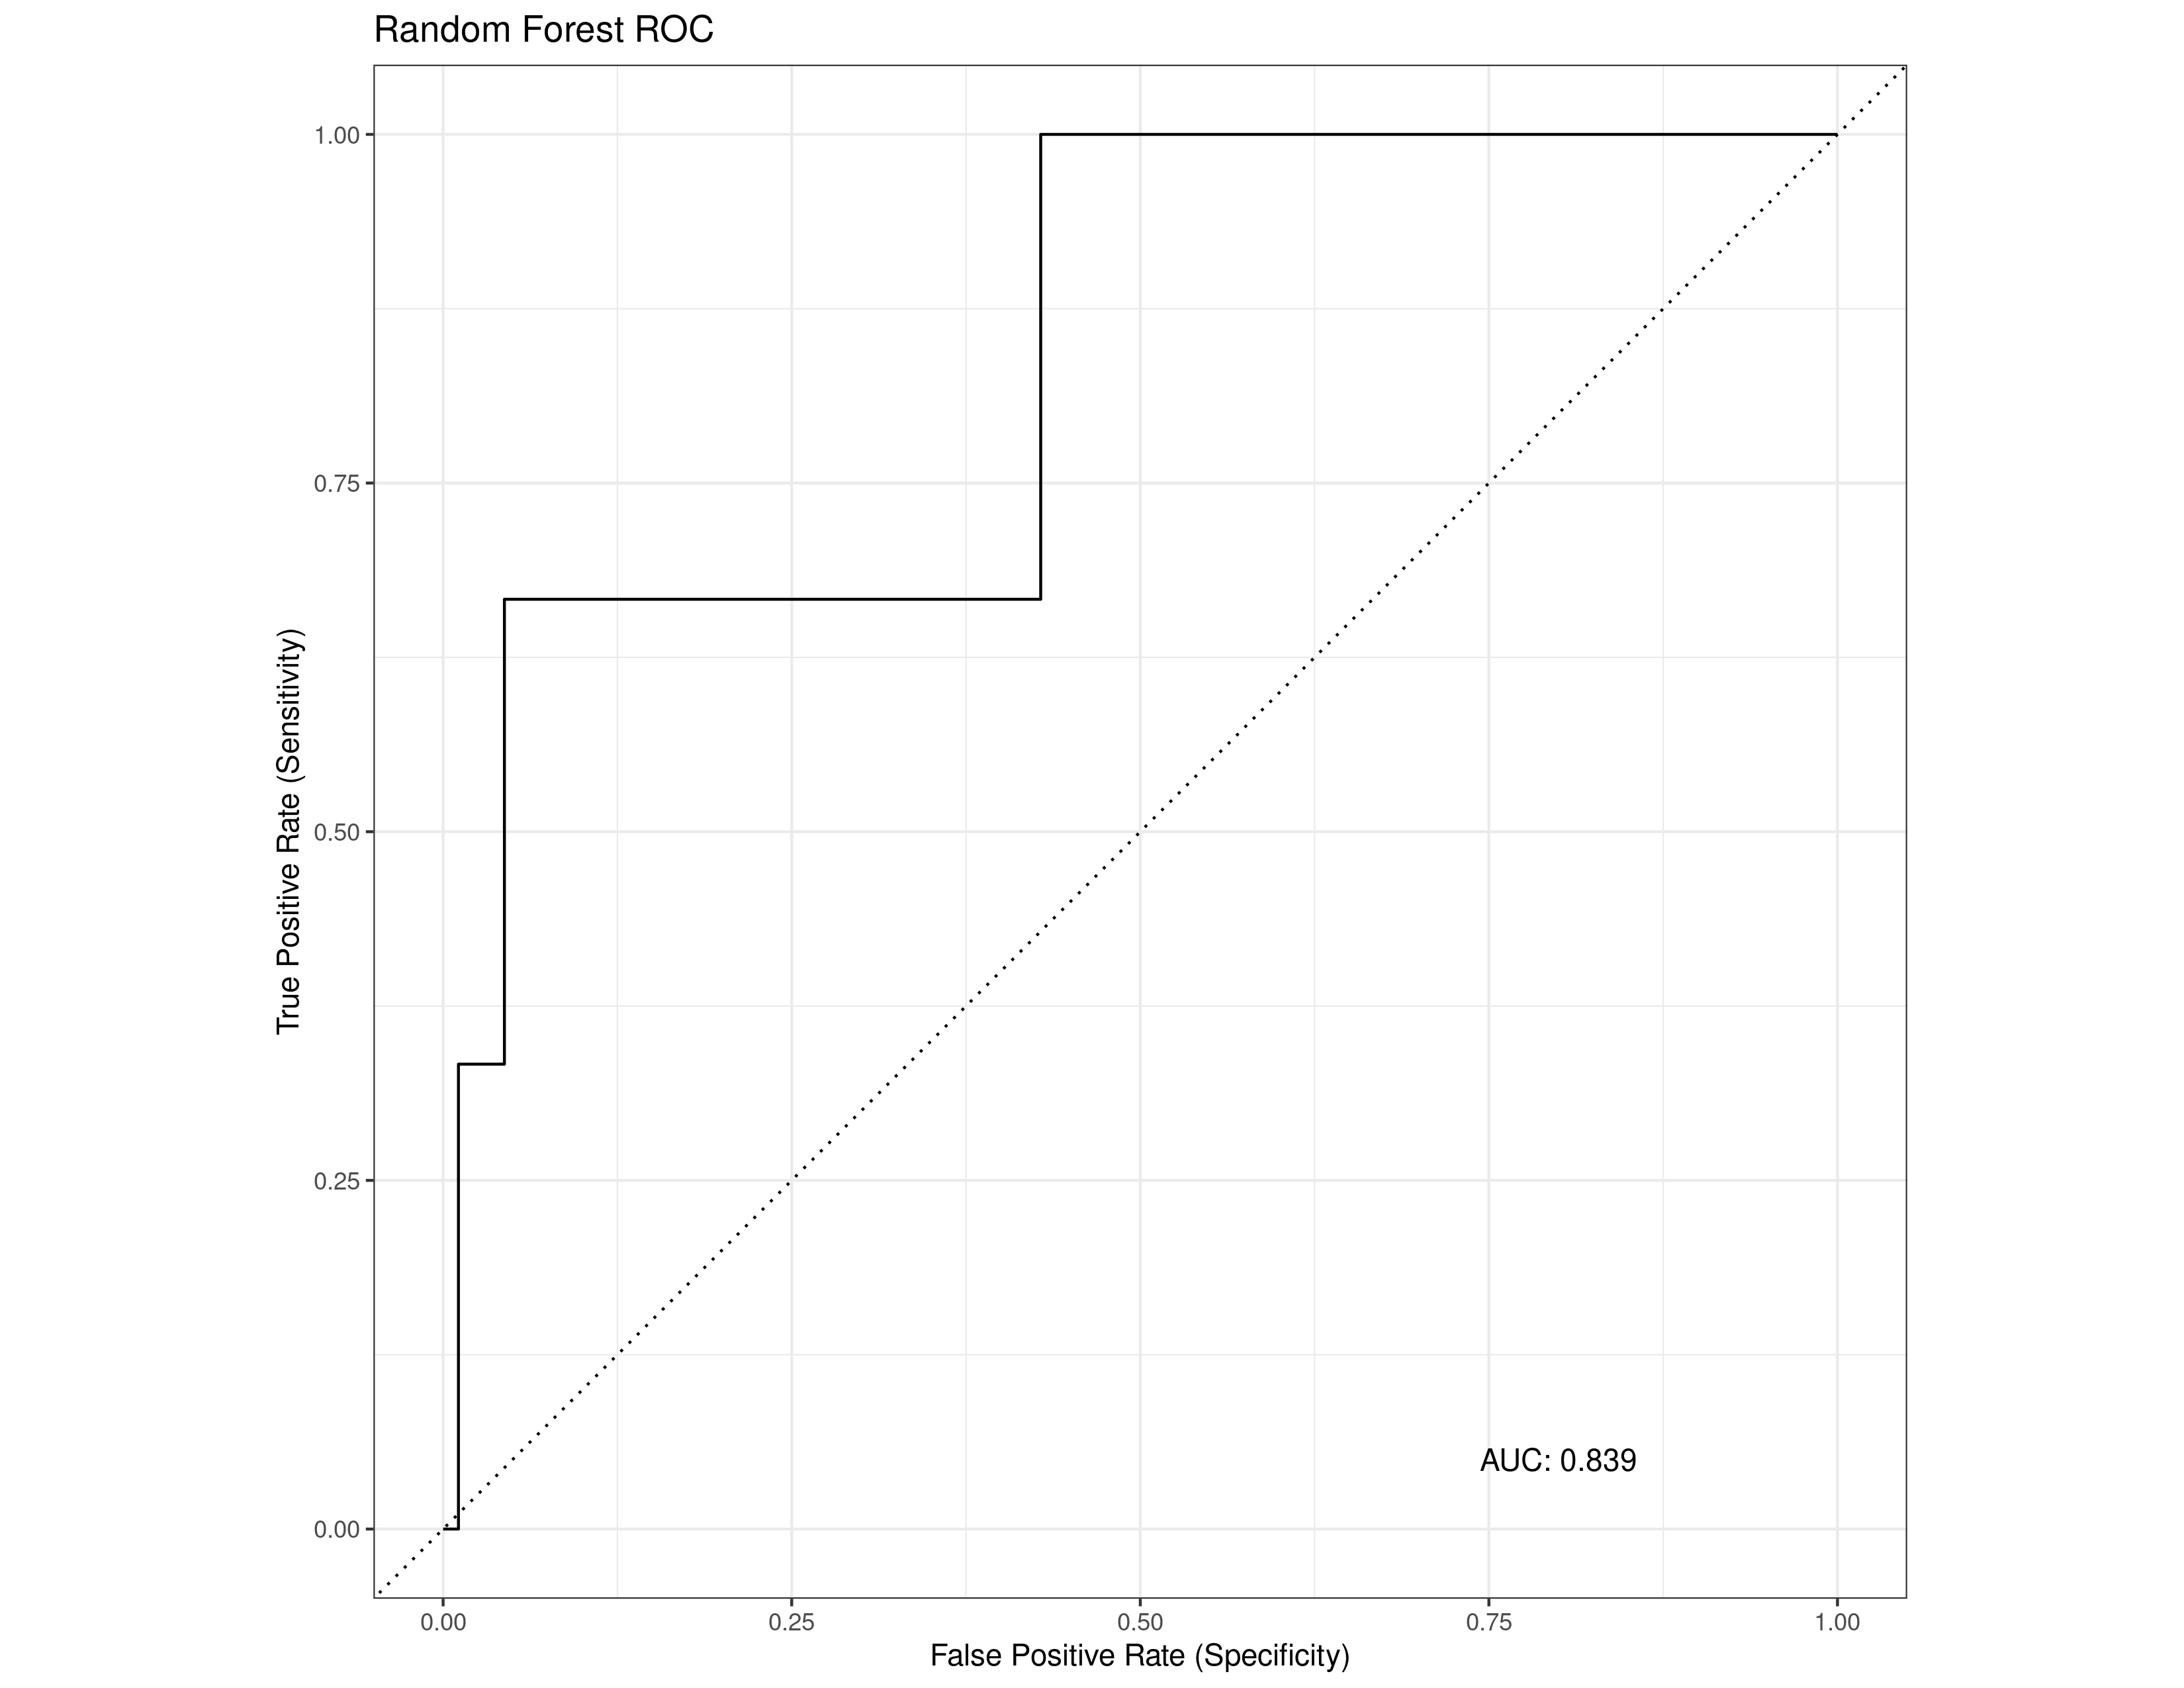 Random Forest ROC
True Positive Rate (Sensitivity)
1.00
0.75
0.50
0.25
0.00
AUC: 0.839
0.00 0.25 0.50 0.75 1.00
False Positive Rate (Specificity)